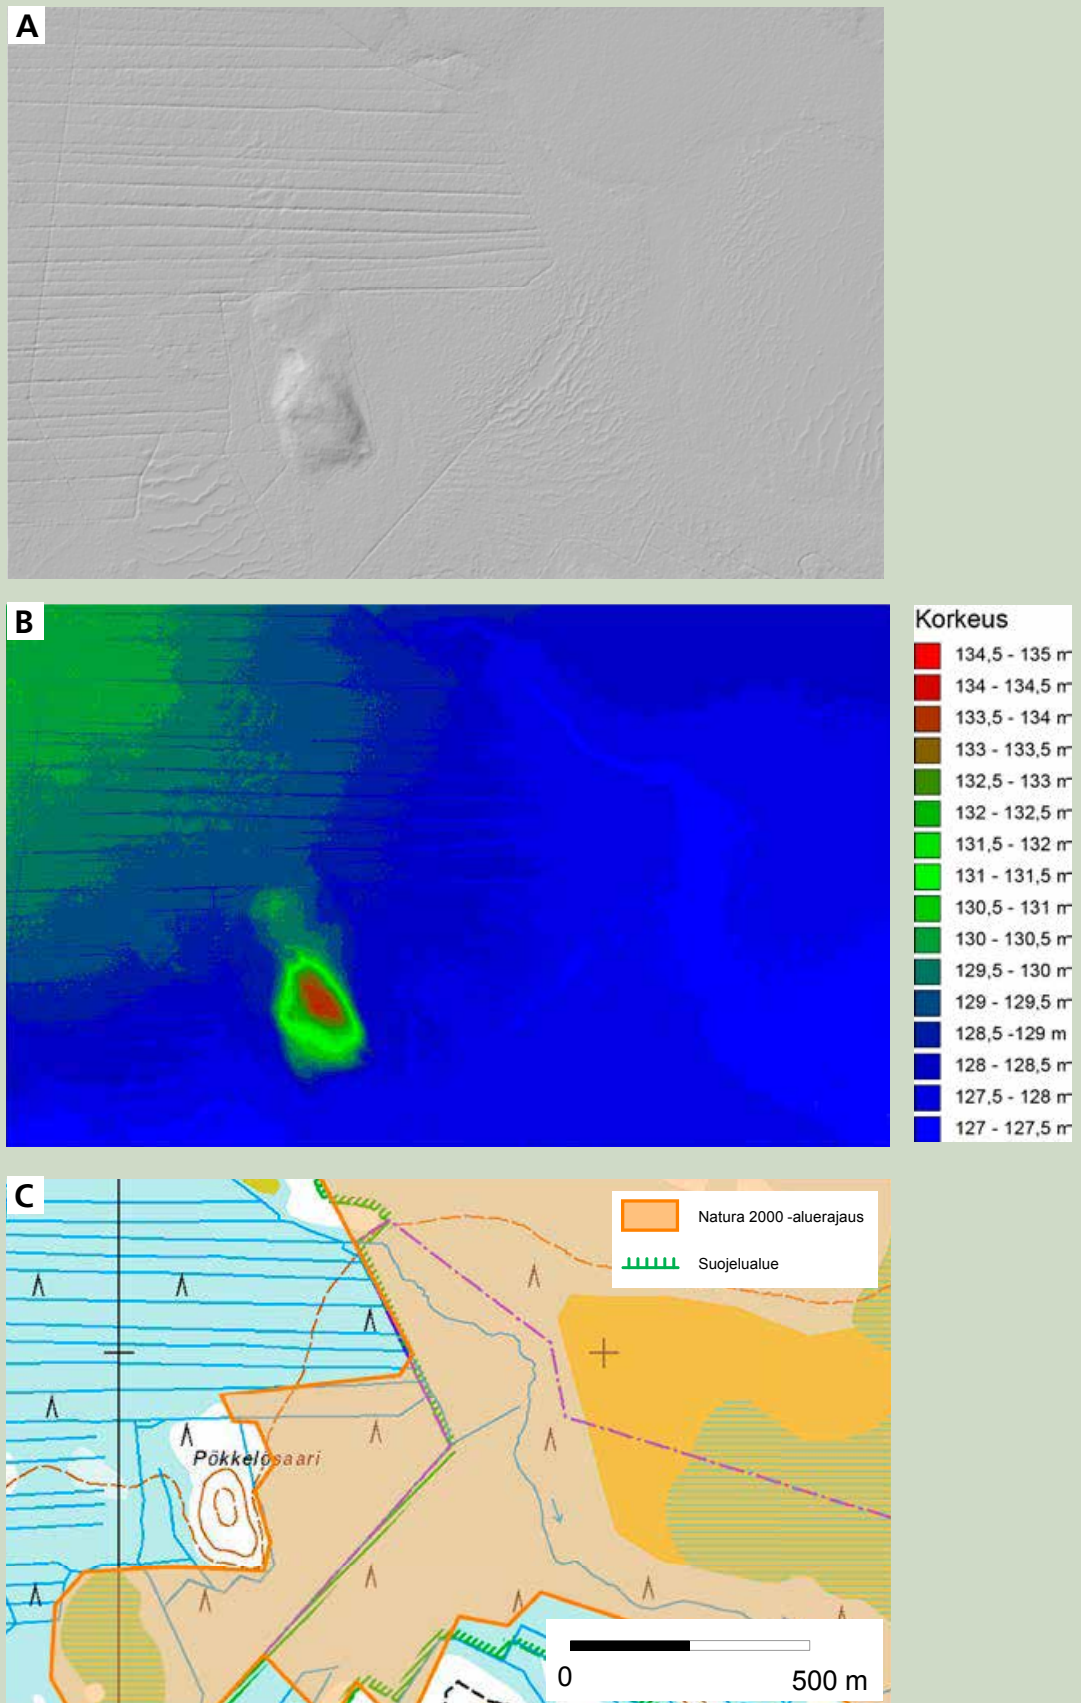 A
B
Korkeus
134,5 - 135 m
134 - 134,5 m
133,5 - 134 m
133 - 133,5 m
132,5 - 133 m
132 - 132,5 m
131,5 - 132 m
131 - 131,5 m
130,5 - 131 m
130 - 130,5 m
129,5 - 130 m
129 - 129,5 m
128,5 -129 m
128 - 128,5 m
127,5 - 128 m
127 - 127,5 m
C
Natura 2000 -aluerajaus
Suojelualue
Pökkelösaari
0 500 m